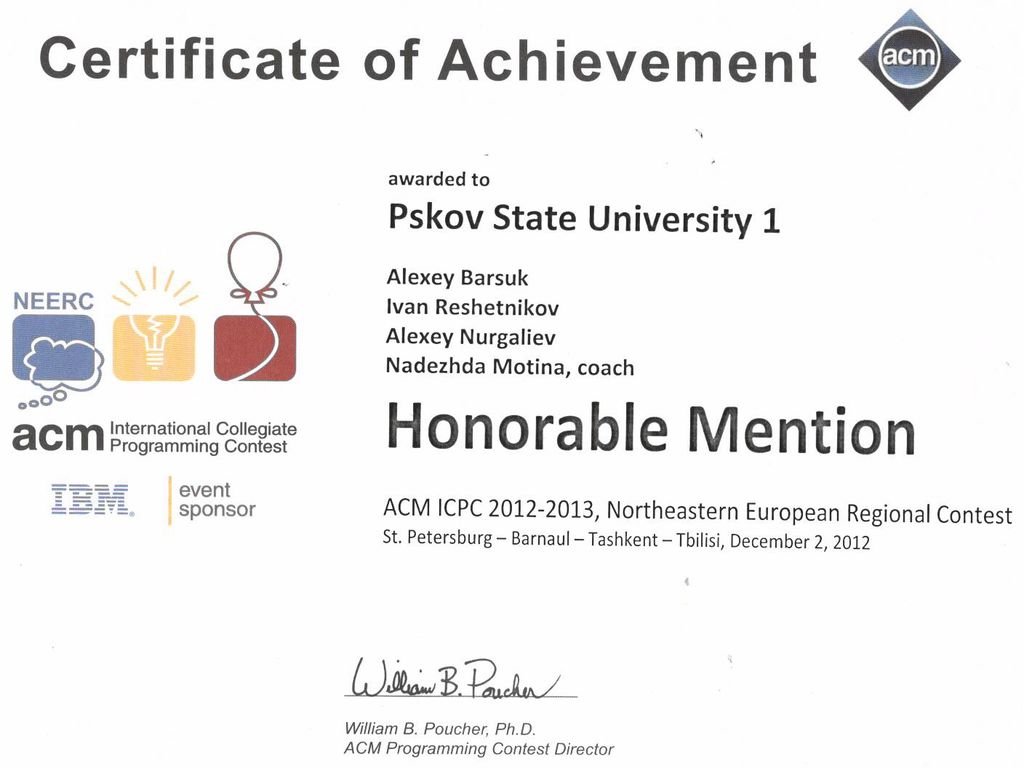 Certificate of Achievement
acm
awarded to
Pskov State University 1
Alexey Barsuk
Ivan Reshetnikov
Alexey Nurgaliev
Nadezhda Motina, coach
Honorable Mention
ACM ICPC 2012-2013, Northeastern European Regional Contest
St. Petersburg – Barnaul – Tashkent – Tbilisi, December 2, 2012
NEERC
acm International Collegiate
Programming Contest
IBM. event
sponsor
William B. Poucher
William B. Poucher, Ph.D.
ACM Programming Contest Director